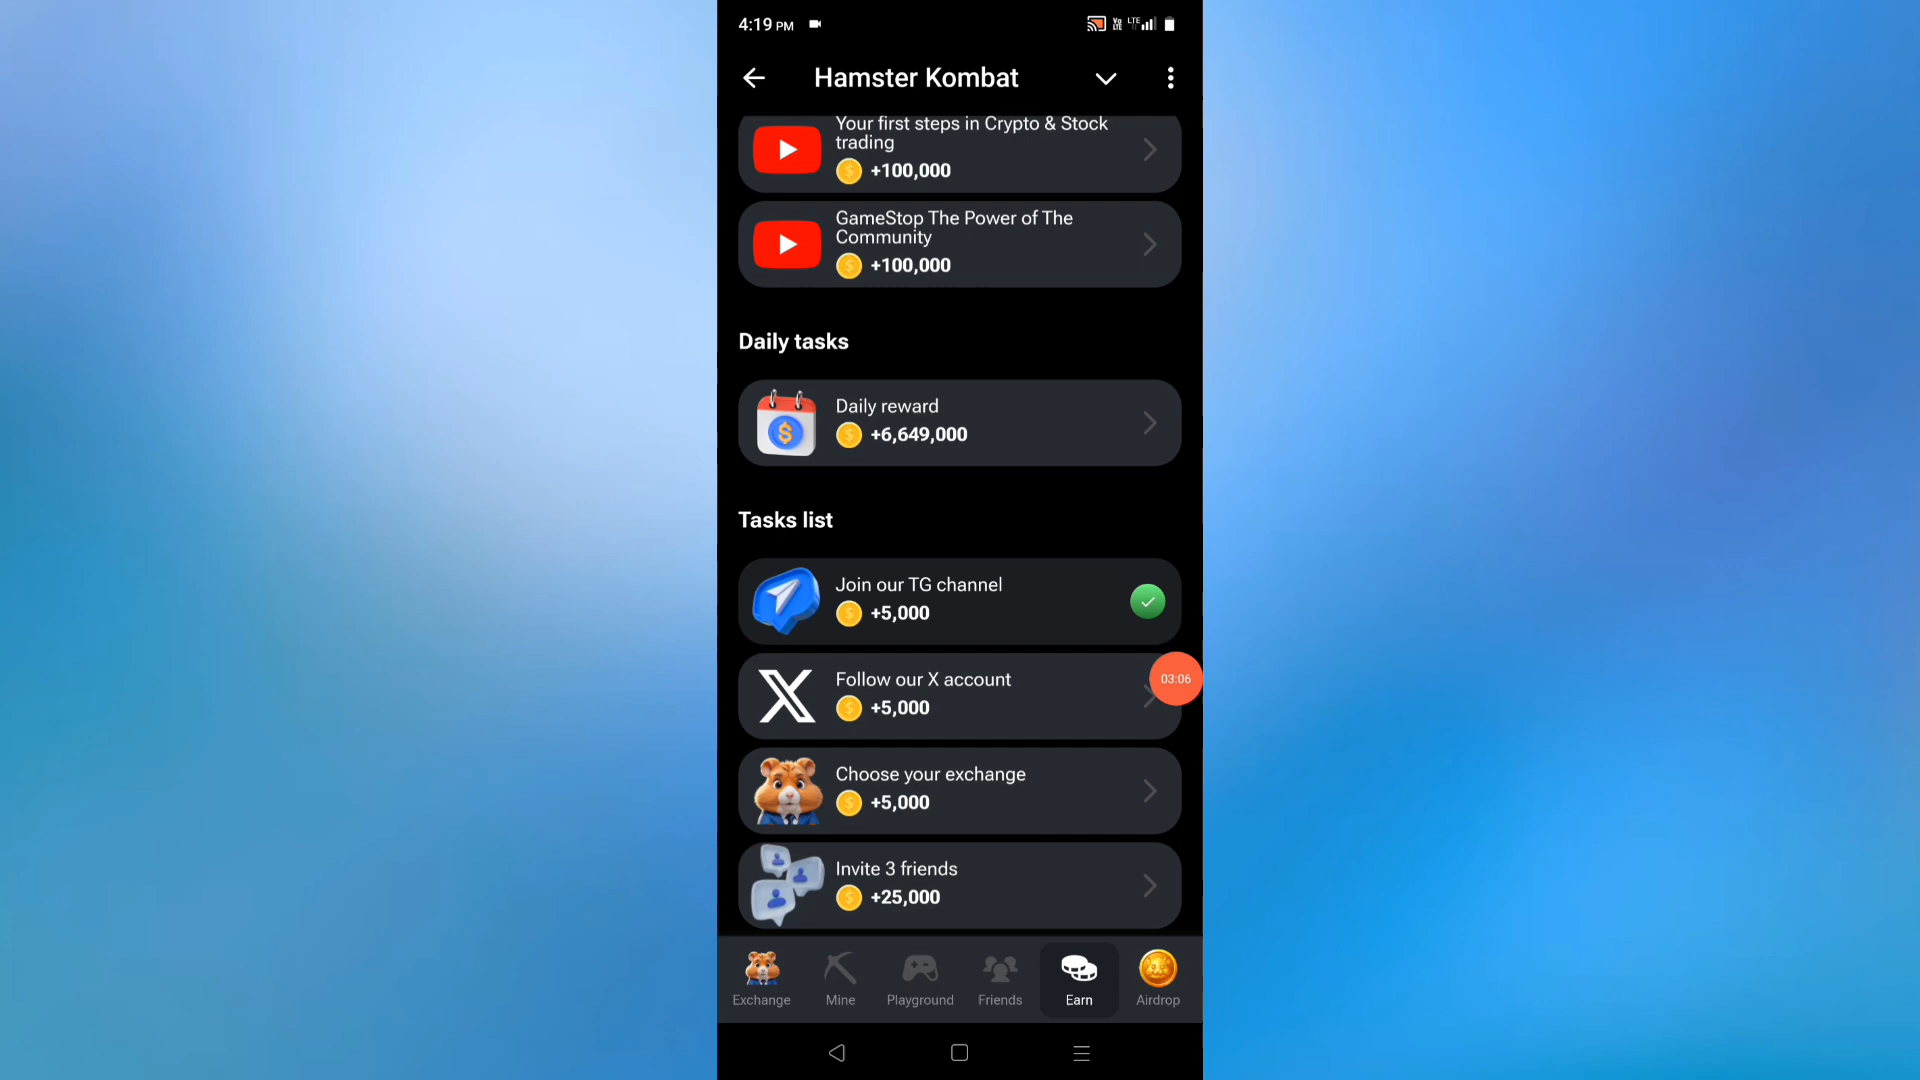 4:19 PM
Vo LTE LTE
Hamster Kombat
Your first steps in Crypto & Stock
trading
+100,000
GameStop The Power of The
Community
+100,000
Daily tasks
Daily reward
+6,649,000
Tasks list
Join our TG channel
+5,000
Follow our X account
+5,000
03:06
Choose your exchange
+5,000
Invite 3 friends
+25,000
Exchange
Mine
Playground
Friends
Earn
Airdrop